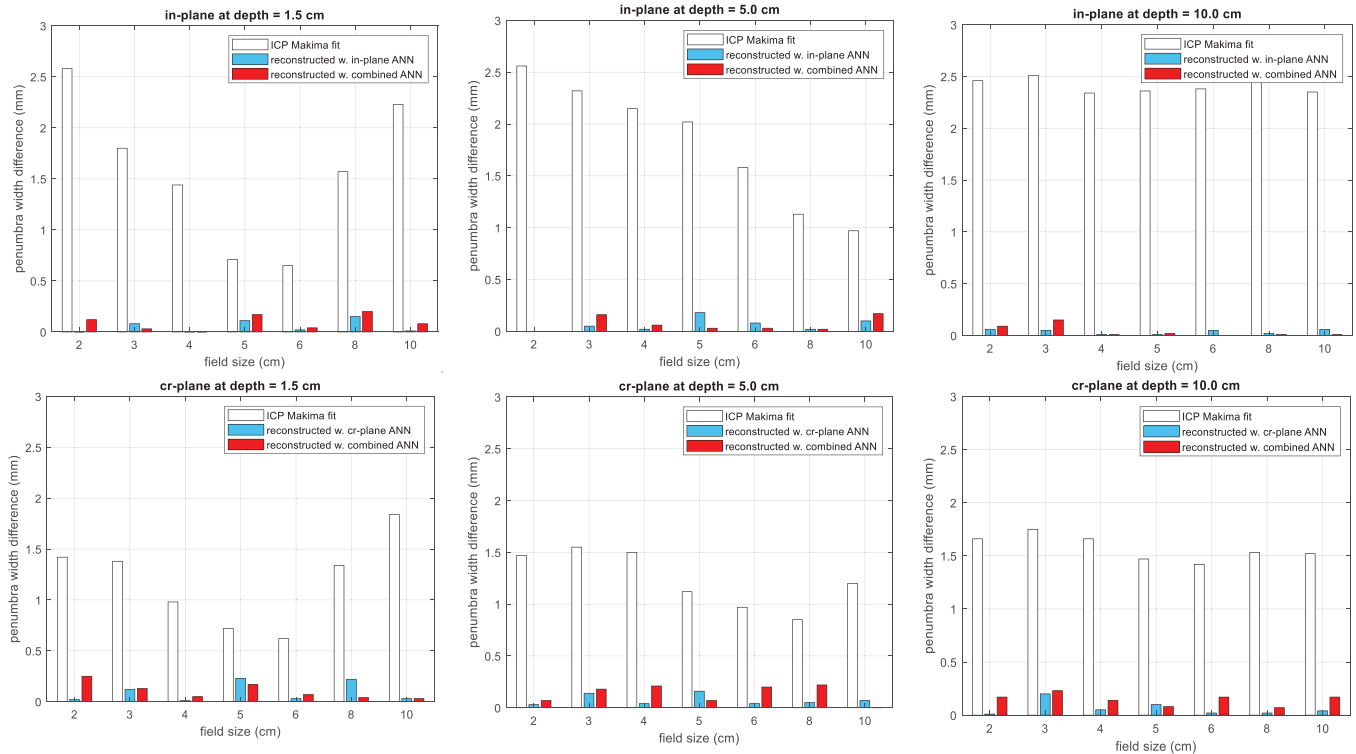 in-plane at depth = 1.5 cm
3
2.5
2
1.5
1
0.5
0
penumbra width difference (mm)
ICP Makima fit
reconstructed w. in-plane ANN
reconstructed w. combined ANN
2 3 4 5 6 8 10
field size (cm)
in-plane at depth = 5.0 cm
3
2.5
2
1.5
1
0.5
0
penumbra width difference (mm)
ICP Makima fit
reconstructed w. in-plane ANN
reconstructed w. combined ANN
2 3 4 5 6 8 10
field size (cm)
in-plane at depth = 10.0 cm
3
2.5
2
1.5
1
0.5
0
penumbra width difference (mm)
ICP Makima fit
reconstructed w. in-plane ANN
reconstructed w. combined ANN
2 3 4 5 6 8 10
field size (cm)
cr-plane at depth = 1.5 cm
3
2.5
2
1.5
1
0.5
0
penumbra width difference (mm)
ICP Makima fit
reconstructed w. cr-plane ANN
reconstructed w. combined ANN
2 3 4 5 6 8 10
field size (cm)
cr-plane at depth = 5.0 cm
3
2.5
2
1.5
1
0.5
0
penumbra width difference (mm)
ICP Makima fit
reconstructed w. cr-plane ANN
reconstructed w. combined ANN
2 3 4 5 6 8 10
field size (cm)
cr-plane at depth = 10.0 cm
3
2.5
2
1.5
1
0.5
0
penumbra width difference (mm)
ICP Makima fit
reconstructed w. cr-plane ANN
reconstructed w. combined ANN
2 3 4 5 6 8 10
field size (cm)